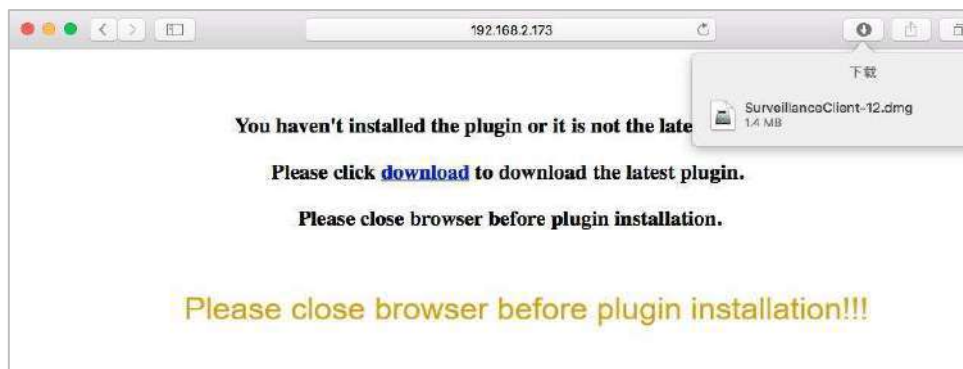 192.168.2.173
下载
SurveillanceClient-12.dmg
1.4 MB
You haven't installed the plugin or it is not the late
Please click download to download the latest plugin.
Please close browser before plugin installation.
Please close browser before plugin installation!!!